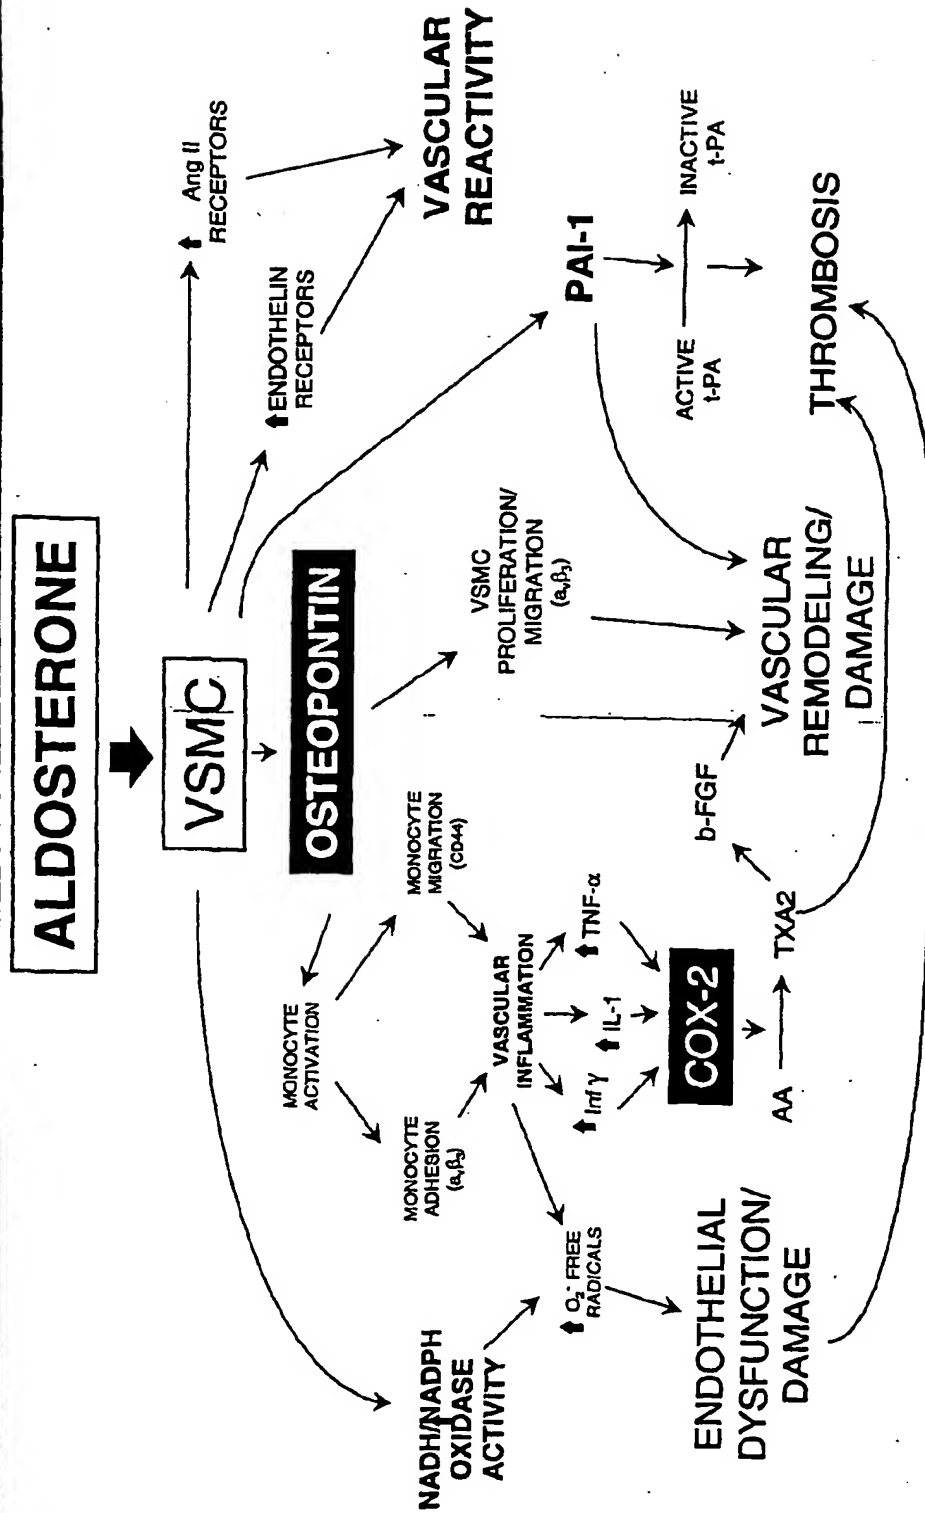 ALDOSTERONE
VSMC
OSTEOPONTIN
Ang II
RECEPTORS
ENDOTHELIN
RECEPTORS
VASCULAR
REACTIVITY
MONOCYTE
ACTIVATION
MONOCYTE
ADHESION
(αᵥβ₃)
MONOCYTE
MIGRATION
(CD44)
VSMC
PROLIFERATION/
MIGRATION
(αᵥβ₃)
NADH/NADPH
OXIDASE
ACTIVITY
VASCULAR
INFLAMMATION
PAI-1
O₂⁻ FREE
RADICALS
Inf γ
IL-1
TNF-α
ACTIVE
t-PA
INACTIVE
t-PA
COX-2
b-FGF
AA
TXA2
ENDOTHELIAL
DYSFUNCTION/
DAMAGE
VASCULAR
REMODELING/
DAMAGE
THROMBOSIS